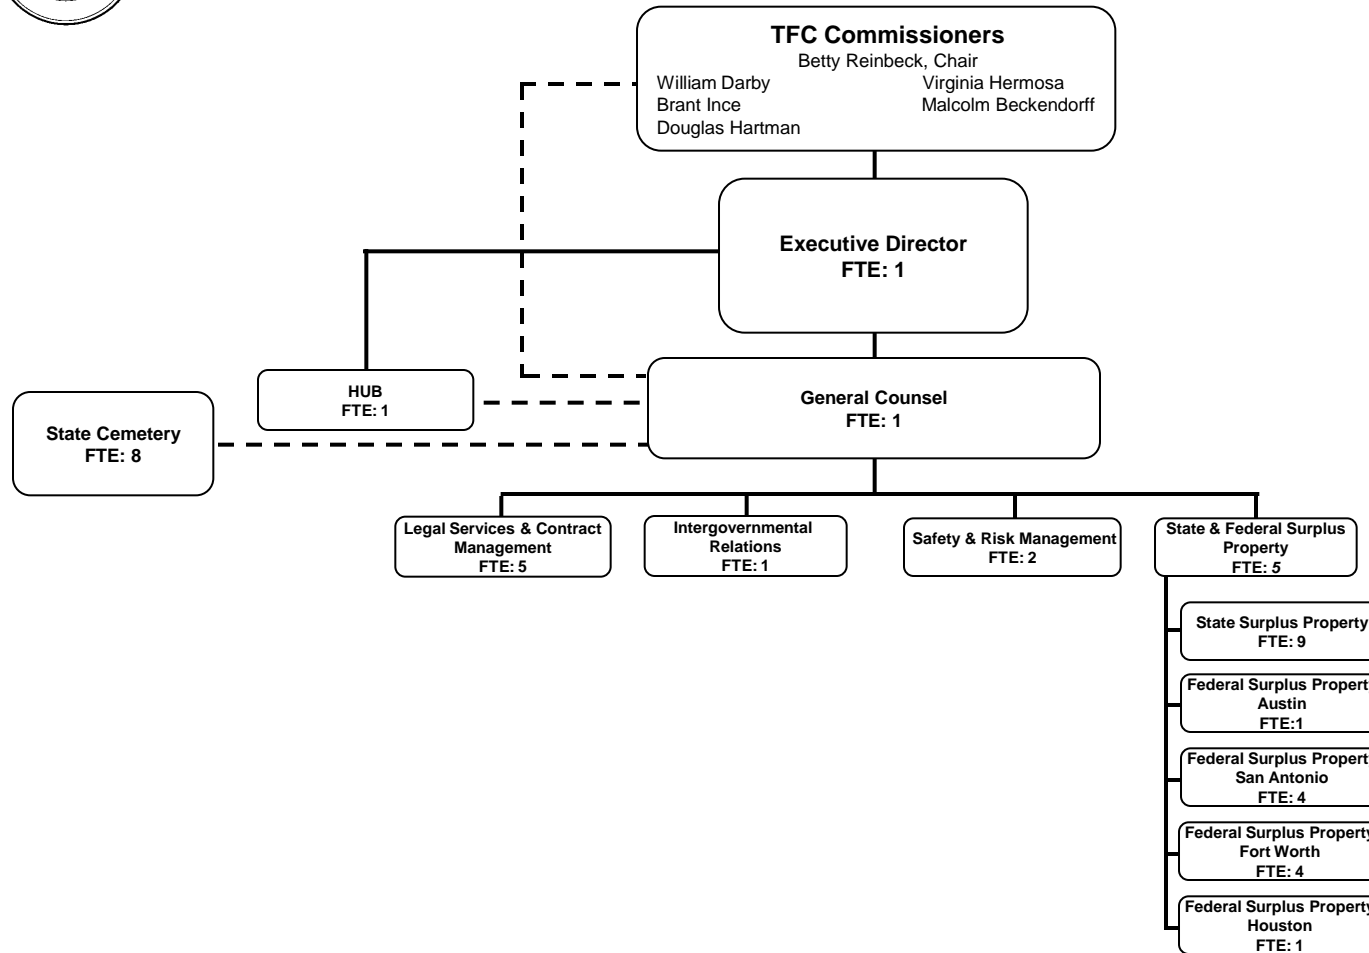 TFC Commissioners
Betty Reinbeck, Chair
William Darby
Virginia Hermosa
Brant Ince
Malcolm Beckendorff
Douglas Hartman
Executive Director
FTE: 1
HUB
FTE: 1
General Counsel
FTE: 1
State Cemetery
FTE: 8
Legal Services & Contract
Management
FTE: 5
Intergovernmental
Relations
FTE: 1
Safety & Risk Management
FTE: 2
State & Federal Surplus
Property
FTE: 5
State Surplus Property
FTE: 9
Federal Surplus Propert
Austin
FTE:1
Federal Surplus Propert
San Antonio
FTE: 4
Federal Surplus Property
Fort Worth
FTE: 4
Federal Surplus Property
Houston
FTE: 1